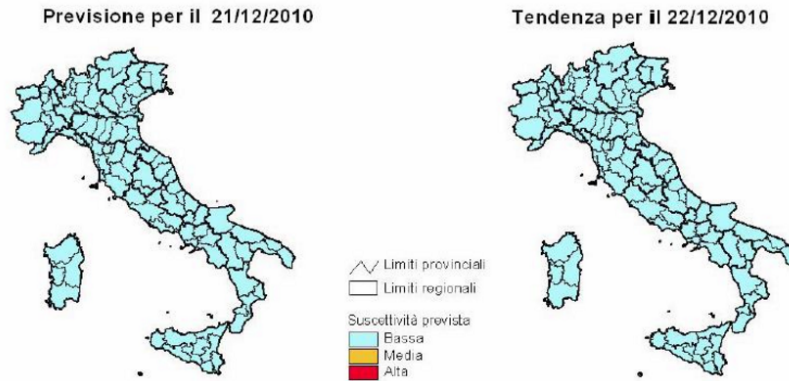 Previsione per il 21/12/2010
Tendenza per il 22/12/2010
Limiti provinciali
Limiti regionali
Suscettività prevista
Bassa
Media
Alta